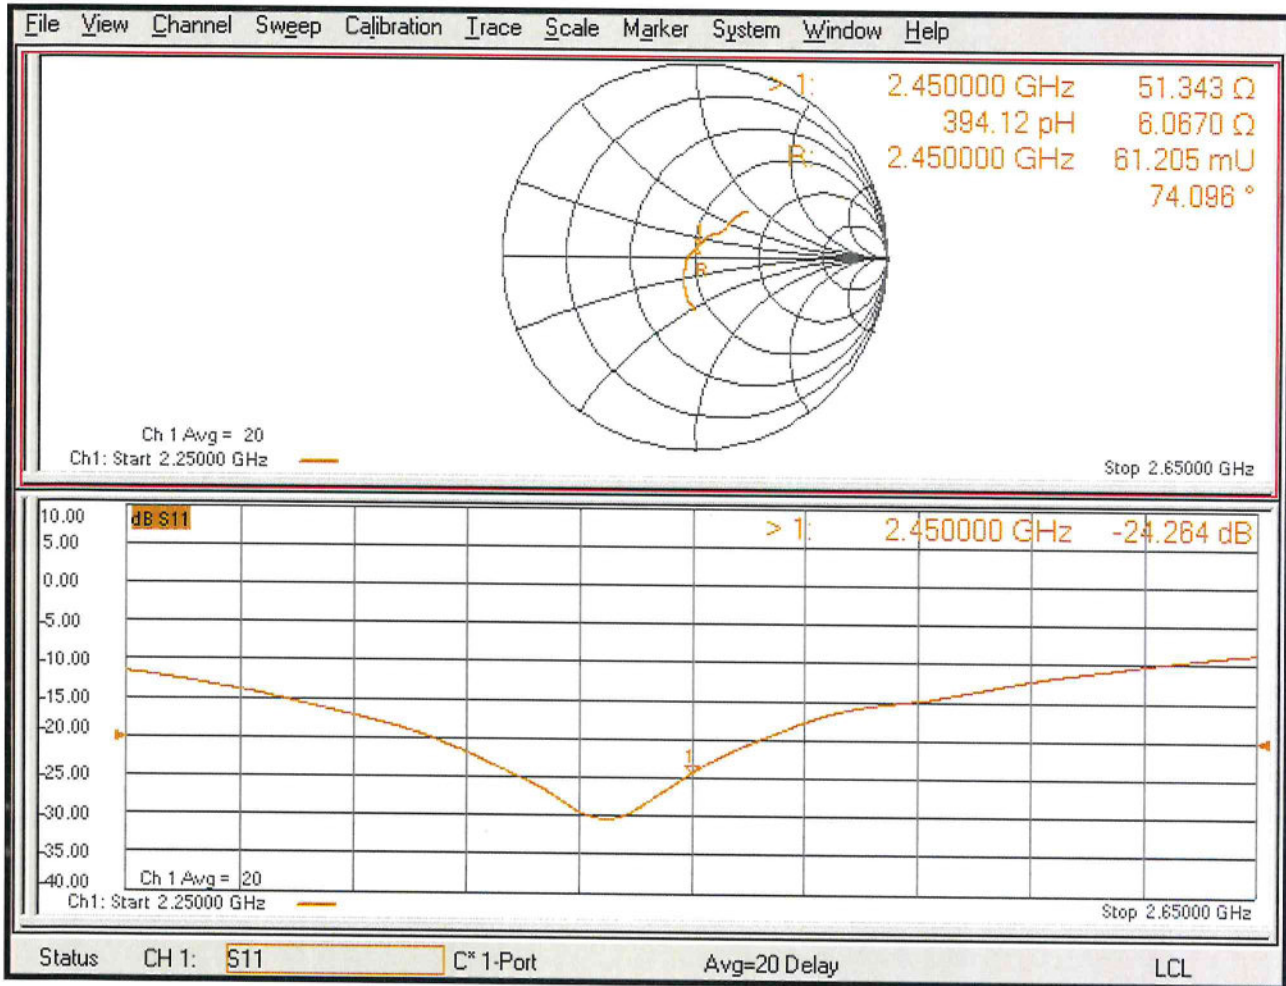 File View Channel Sweep Calibration Trace Scale Marker System Window Help
> 1: 2.450000 GHz 51.343 Ω
394.12 pH 6.0670 Ω
R: 2.450000 GHz 61.205 mU
74.096 °
1
R
Ch 1 Avg = 20
Ch1: Start 2.25000 GHz
Stop 2.65000 GHz
10.00
dB S11
> 1: 2.450000 GHz -24.264 dB
5.00
0.00
-5.00
-10.00
-15.00
-20.00
1
-25.00
-30.00
-35.00
-40.00
Ch 1 Avg = 20
Ch1: Start 2.25000 GHz
Stop 2.65000 GHz
Status CH 1: S11 C* 1-Port Avg=20 Delay LCL